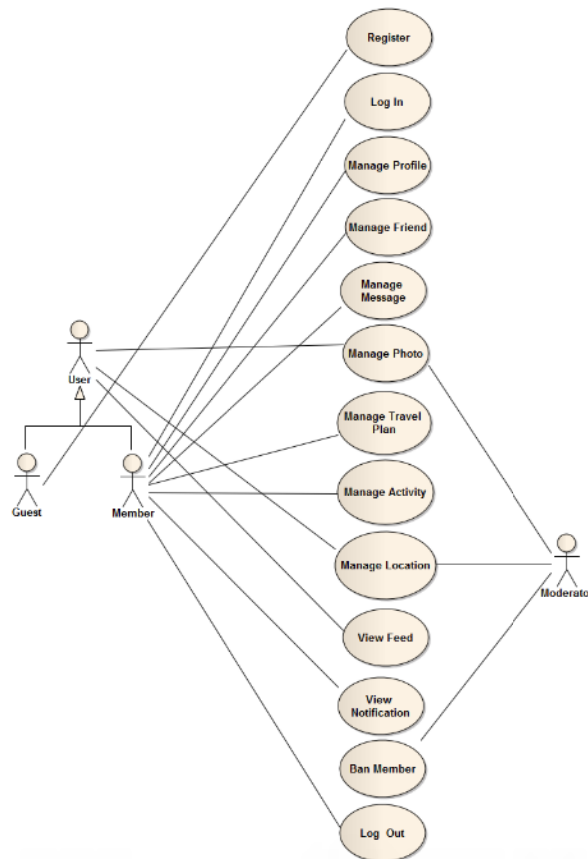 Register
Log In
Manage Profile
Manage Friend
Manage
Message
User
Manage Photo
Manage Travel
Plan
Guest
Member
Manage Activity
Manage Location
Moderato
View Feed
View
Notification
Ban Member
Log Out